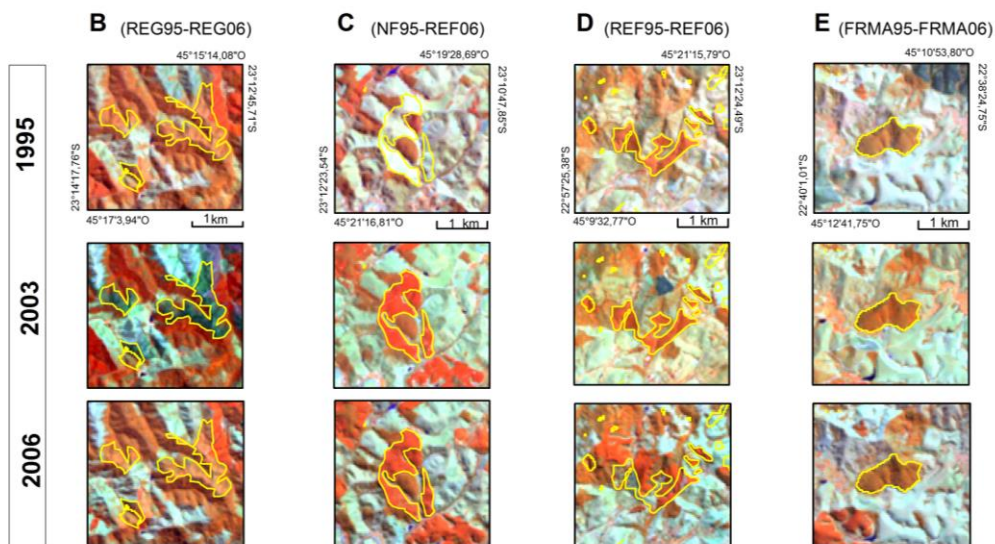 B (REG95-REG06)
C (NF95-REF06)
D (REF95-REF06)
E (FRMA95-FRMA06)
45°15'14,08"O
45°19'28,69"O
45°21'15,79"O
45°10'53,80"O
1995
23°14'17,76"S
23°12'45,71"S
23°12'23,54"S
23°10'47,85"S
22°57'25,38"S
23°12'24,49"S
22°40'1,01"S
22°38'24,75"S
45°17'3,94"O
1km
45°21'16,81"O
1 km
45°9'32,77"O
1 km
45°12'41,75"O
1 km
2003
2006